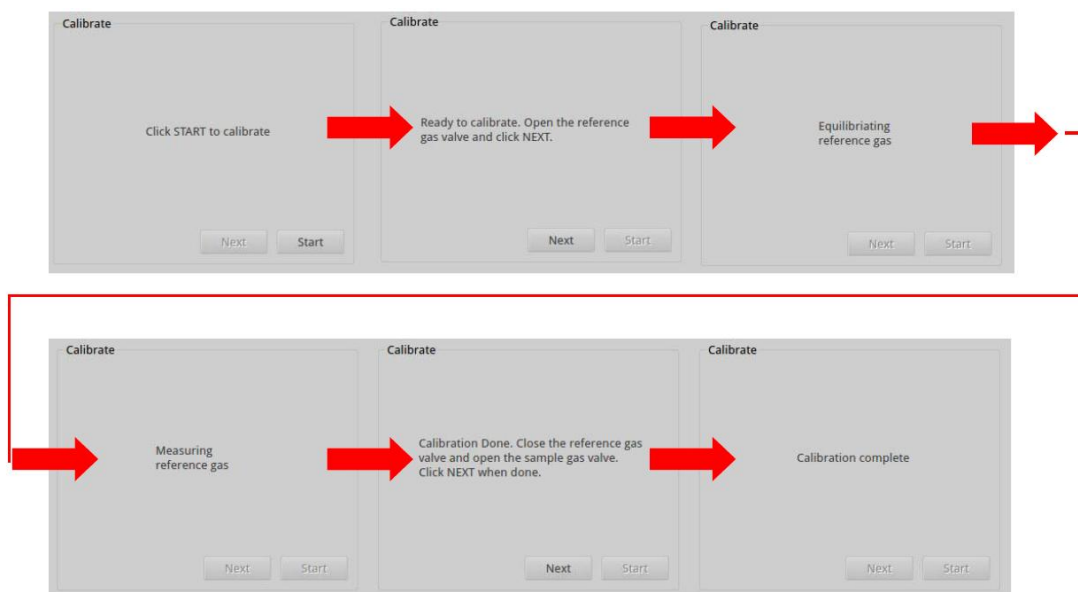 Calibrate
Click START to calibrate
Next Start
Calibrate
Ready to calibrate. Open the reference
gas valve and click NEXT.
Next Start
Calibrate
Equilibriating
reference gas
Next Start
Calibrate
Measuring
reference gas
Next Start
Calibrate
Calibration Done. Close the reference gas
valve and open the sample gas valve.
Click NEXT when done.
Next Start
Calibrate
Calibration complete
Next Start